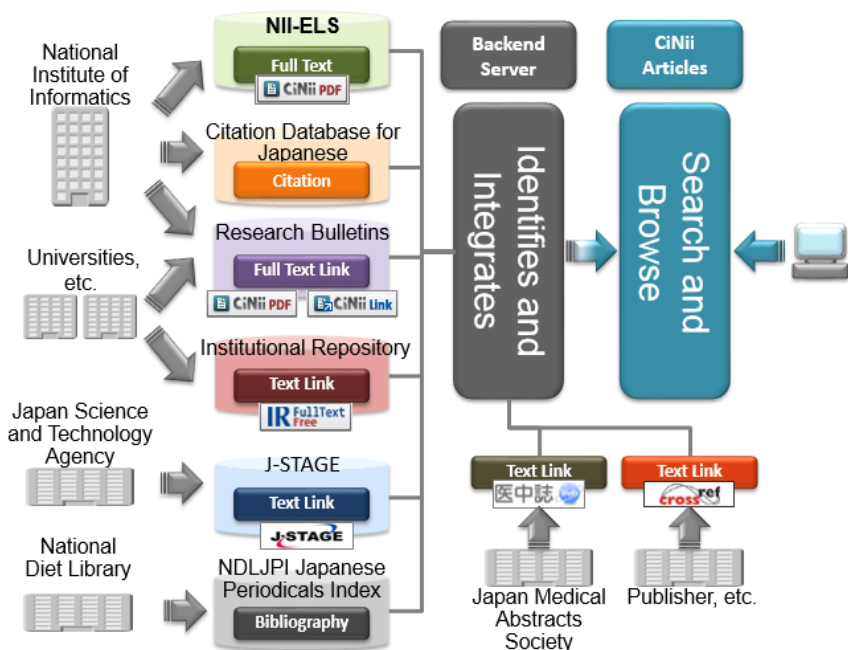 National
Institute of
Informatics
NII-ELS
Full Text
CiNii PDF
Citation Database for
Japanese
Citation
Research Bulletins
Full Text Link
CiNii PDF
CiNii Link
Universities,
etc.
Institutional Repository
Text Link
IR FullText
Free
Japan Science
and Technology
Agency
J-STAGE
Text Link
J-STAGE
National
Diet Library
NDLJPI Japanese
Periodicals Index
Bibliography
Backend
Server
Identifies and
Integrates
CiNii
Articles
Search and
Browse
Text Link
医中誌
Japan Medical
Abstracts
Society
Text Link
crossref
Publisher, etc.